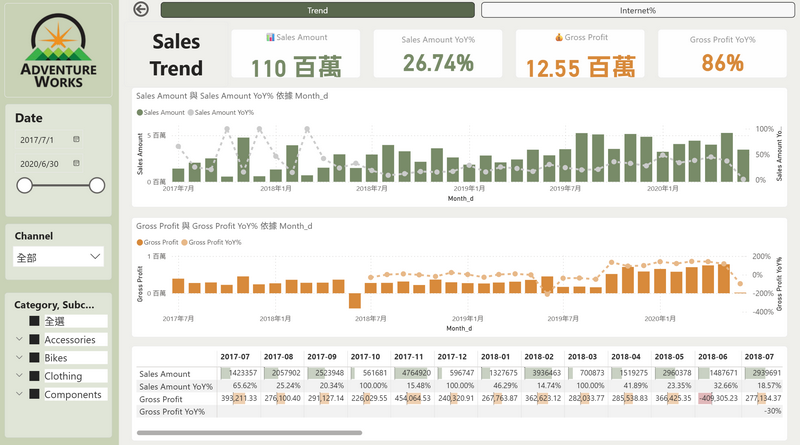 Trend
Internet%
ADVENTURE
WORKS
Sales
Trend
Sales Amount
110 百萬
Sales Amount YoY%
26.74%
Gross Profit
12.55 百萬
Gross Profit YoY%
86%
Date
2017/7/1
2020/6/30
Channel
全部
Category, Subc...
全選
Accessories
Bikes
Clothing
Components
Sales Amount 與 Sales Amount YoY% 依據 Month_d
Sales Amount Sales Amount YoY%
Sales Amount
5 百萬
0 百萬
100%
50%
0%
Sales Amount Yo...
2017年7月 2018年1月 2018年7月 2019年1月 2019年7月 2020年1月
Month_d
Gross Profit 與 Gross Profit YoY% 依據 Month_d
Gross Profit Gross Profit YoY%
Gross Profit
1 百萬
0 百萬
200%
0%
-200%
-400%
Gross Profit YoY%
2017年7月 2018年1月 2018年7月 2019年1月 2019年7月 2020年1月
Month_d
2017-07 2017-08 2017-09 2017-10 2017-11 2017-12 2018-01 2018-02 2018-03 2018-04 2018-05 2018-06 2018-07
Sales Amount 1423357 2057902 2523948 561681 4764920 596747 1327675 3936463 700873 1519275 2960378 1487671 2939691
Sales Amount YoY% 65.62% 25.24% 20.34% 100.00% 15.48% 100.00% 46.29% 14.74% 100.00% 41.89% 23.35% 32.66% 18.57%
Gross Profit 393,211.33 276,100.40 291,127.14 226,029.55 454,064.53 240,320.91 267,763.87 362,623.12 282,033.77 285,538.83 366,425.35 -409,305.23 277,134.37
Gross Profit YoY% -30%